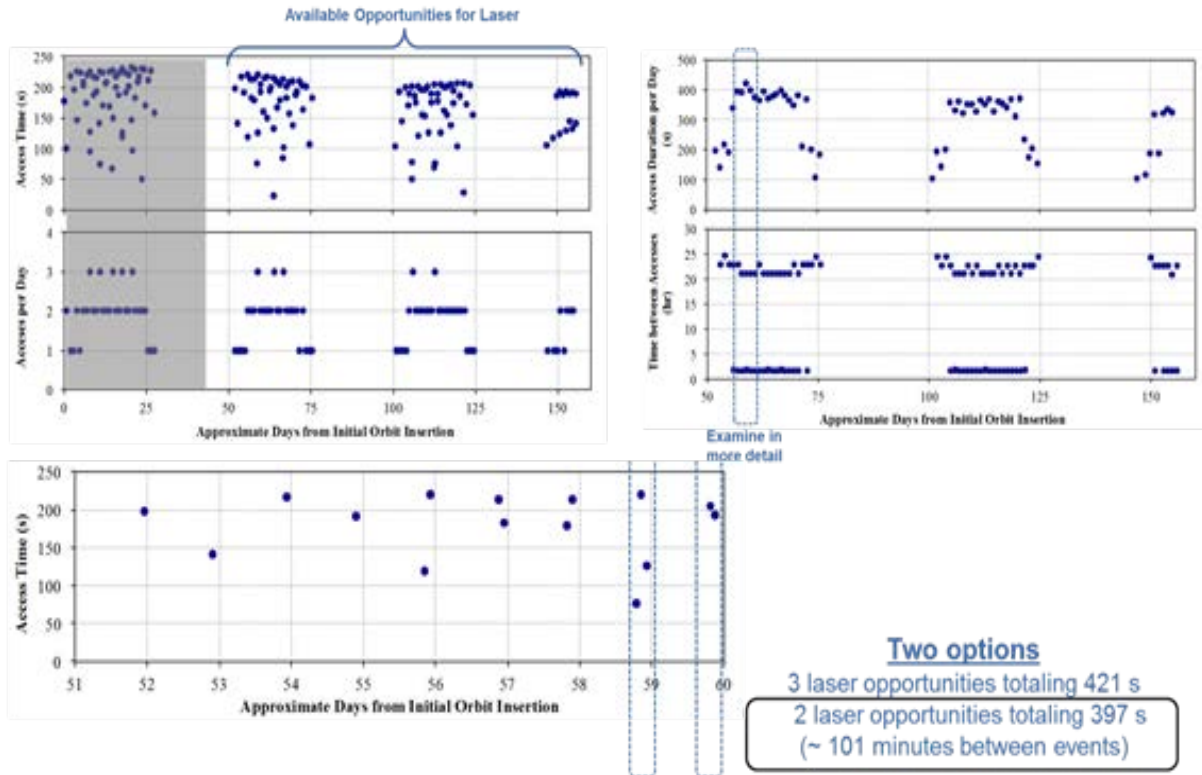 Available Opportunities for Laser
250
200
150
100
50
0
Access Time (s)
4
3
2
1
0
Accesses per Day
0 25 50 75 100 125 150
Approximate Days from Initial Orbit Insertion
500
400
300
200
100
0
Access Duration per Day
(s)
30
25
20
15
10
5
0
Time between Accesses
(hr)
50 75 100 125 150
Approximate Days from Initial Orbit Insertion
Examine in
more detail
250
200
150
100
50
0
Access Time (s)
51 52 53 54 55 56 57 58 59 60
Approximate Days from Initial Orbit Insertion
Two options
3 laser opportunities totaling 421 s
2 laser opportunities totaling 397 s
(~ 101 minutes between events)